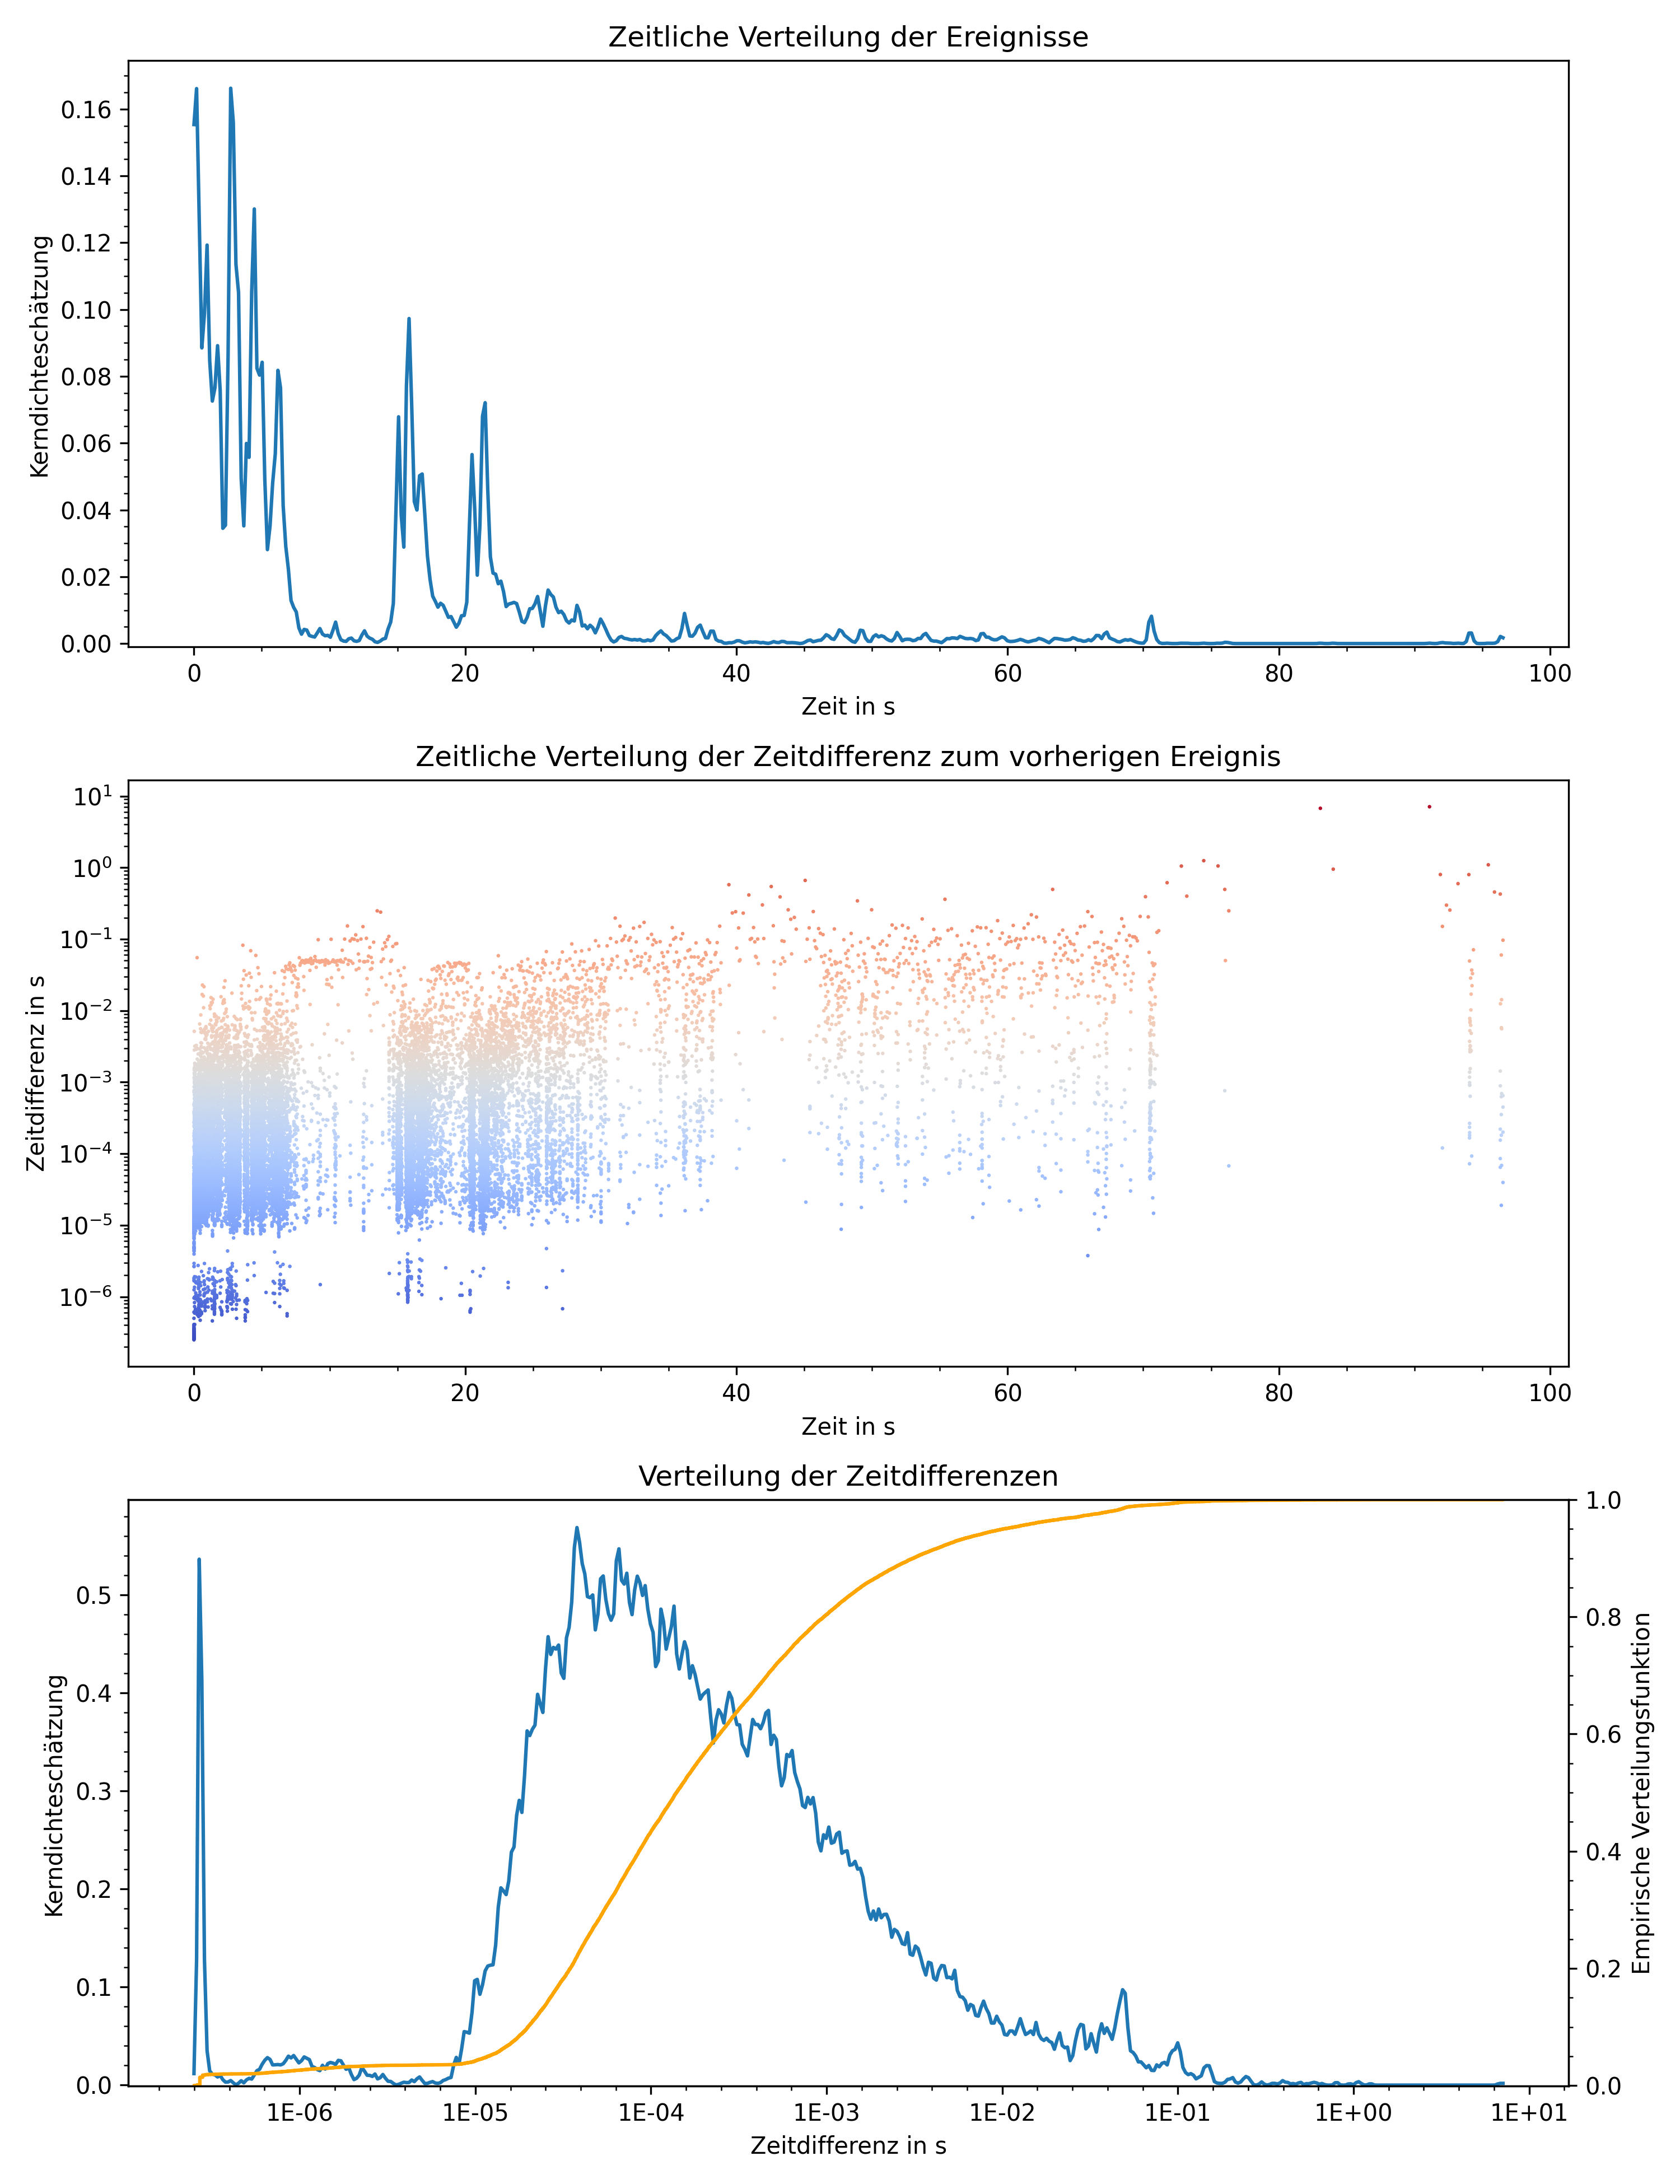 Zeitliche Verteilung der Ereignisse
Kerndichteschätzung
0.16
0.14
0.12
0.10
0.08
0.06
0.04
0.02
0.00
0 20 40 60 80 100
Zeit in s
Zeitliche Verteilung der Zeitdifferenz zum vorherigen Ereignis
Zeitdifferenz in s
10¹
10⁰
10⁻¹
10⁻²
10⁻³
10⁻⁴
10⁻⁵
10⁻⁶
0 20 40 60 80 100
Zeit in s
Verteilung der Zeitdifferenzen
Kerndichteschätzung
0.5
0.4
0.3
0.2
0.1
0.0
1.0
0.8
0.6
0.4
0.2
0.0
Empirische Verteilungsfunktion
1E-06 1E-05 1E-04 1E-03 1E-02 1E-01 1E+00 1E+01
Zeitdifferenz in s